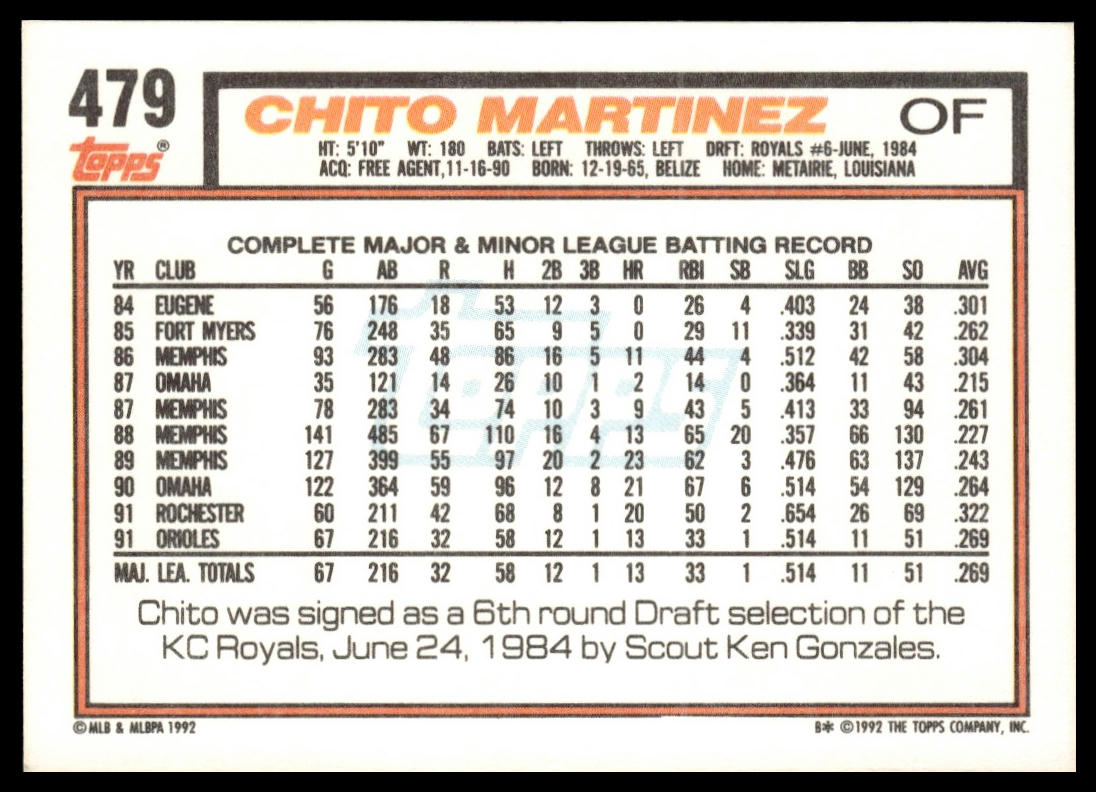 479
CHITO MARTINEZ OF
Topps®
HT: 5'10" WT: 180 BATS: LEFT THROWS: LEFT DRFT: ROYALS #6-JUNE, 1984
ACQ: FREE AGENT,11-16-90 BORN: 12-19-65, BELIZE HOME: METAIRIE, LOUISIANA
COMPLETE MAJOR & MINOR LEAGUE BATTING RECORD
YR CLUB G AB R H 2B 3B HR RBI SB SLG BB SO AVG
84 EUGENE 56 176 18 53 12 3 0 26 4 .403 24 38 .301
85 FORT MYERS 76 248 35 65 9 5 0 29 11 .339 31 42 .262
86 MEMPHIS 93 283 48 86 16 5 11 44 4 .512 42 58 .304
87 OMAHA 35 121 14 26 10 1 2 14 0 .364 11 43 .215
87 MEMPHIS 78 283 34 74 10 3 9 43 5 .413 33 94 .261
88 MEMPHIS 141 485 67 110 16 4 13 65 20 .357 66 130 .227
89 MEMPHIS 127 399 55 97 20 2 23 62 3 .476 63 137 .243
90 OMAHA 122 364 59 96 12 8 21 67 6 .514 54 129 .264
91 ROCHESTER 60 211 42 68 8 1 20 50 2 .654 26 69 .322
91 ORIOLES 67 216 32 58 12 1 13 33 1 .514 11 51 .269
MAJ. LEA. TOTALS 67 216 32 58 12 1 13 33 1 .514 11 51 .269
Topps
Chito was signed as a 6th round Draft selection of the
KC Royals, June 24, 1984 by Scout Ken Gonzales.
© MLB & MLBPA 1992
B* ©1992 THE TOPPS COMPANY, INC.